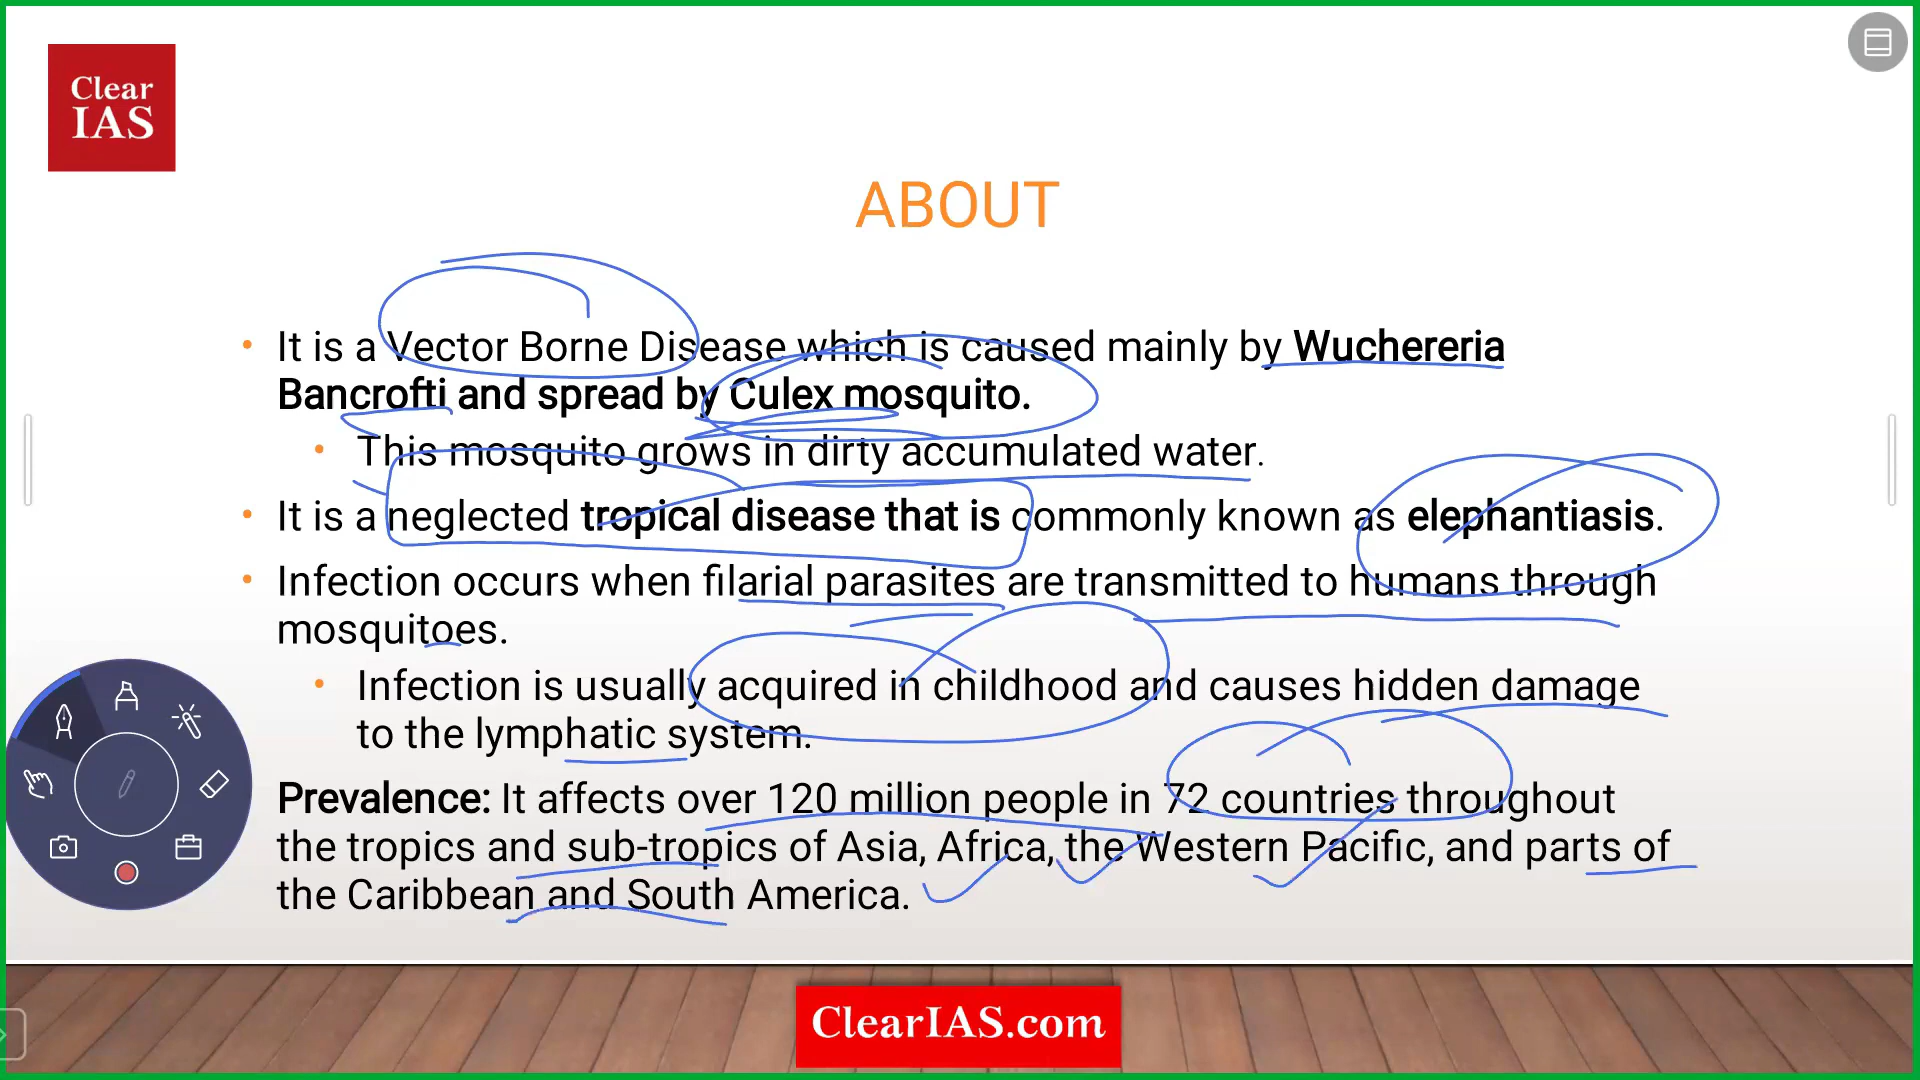 Clear
IAS
ABOUT
• It is a Vector Borne Disease which is caused mainly by Wuchereria
Bancrofti and spread by Culex mosquito.
• This mosquito grows in dirty accumulated water.
• It is a neglected tropical disease that is commonly known as elephantiasis.
• Infection occurs when filarial parasites are transmitted to humans through
mosquitoes.
• Infection is usually acquired in childhood and causes hidden damage
to the lymphatic system.
Prevalence: It affects over 120 million people in 72 countries throughout
the tropics and sub-tropics of Asia, Africa, the Western Pacific, and parts of
the Caribbean and South America.
ClearIAS.com